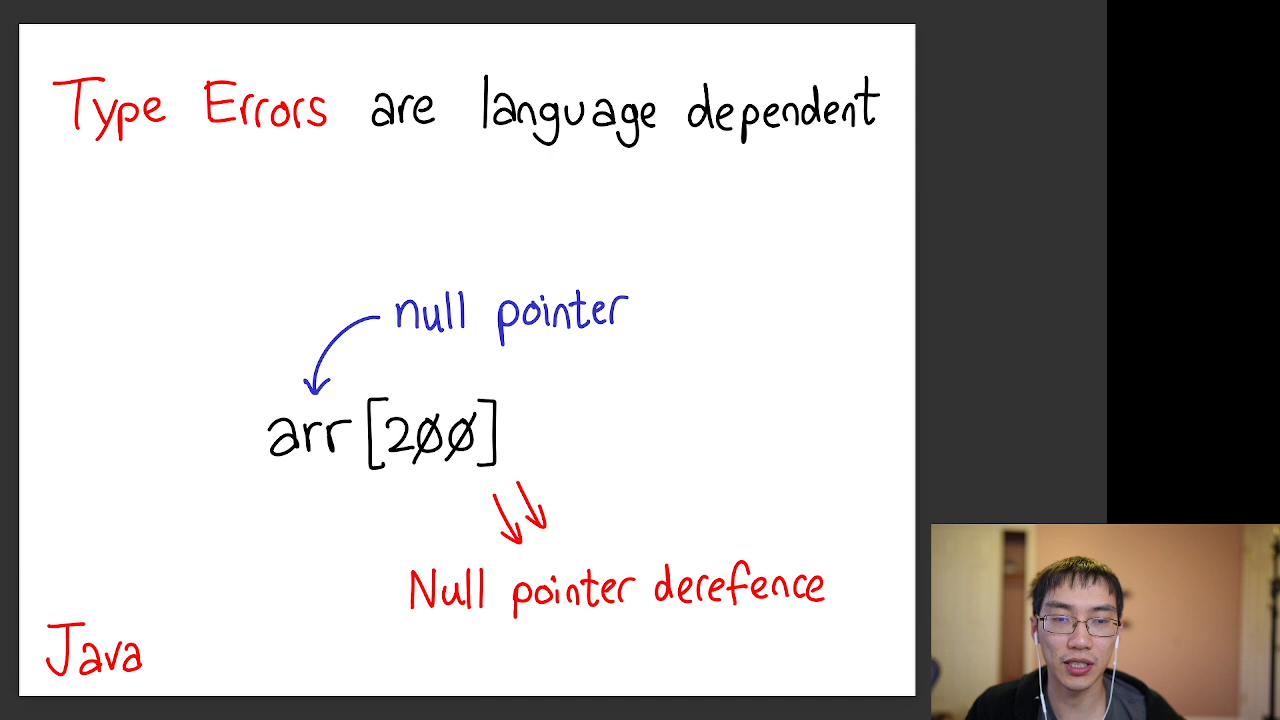 Type Errors are language dependent
null pointer
arr[200]
Null pointer derefence
Java